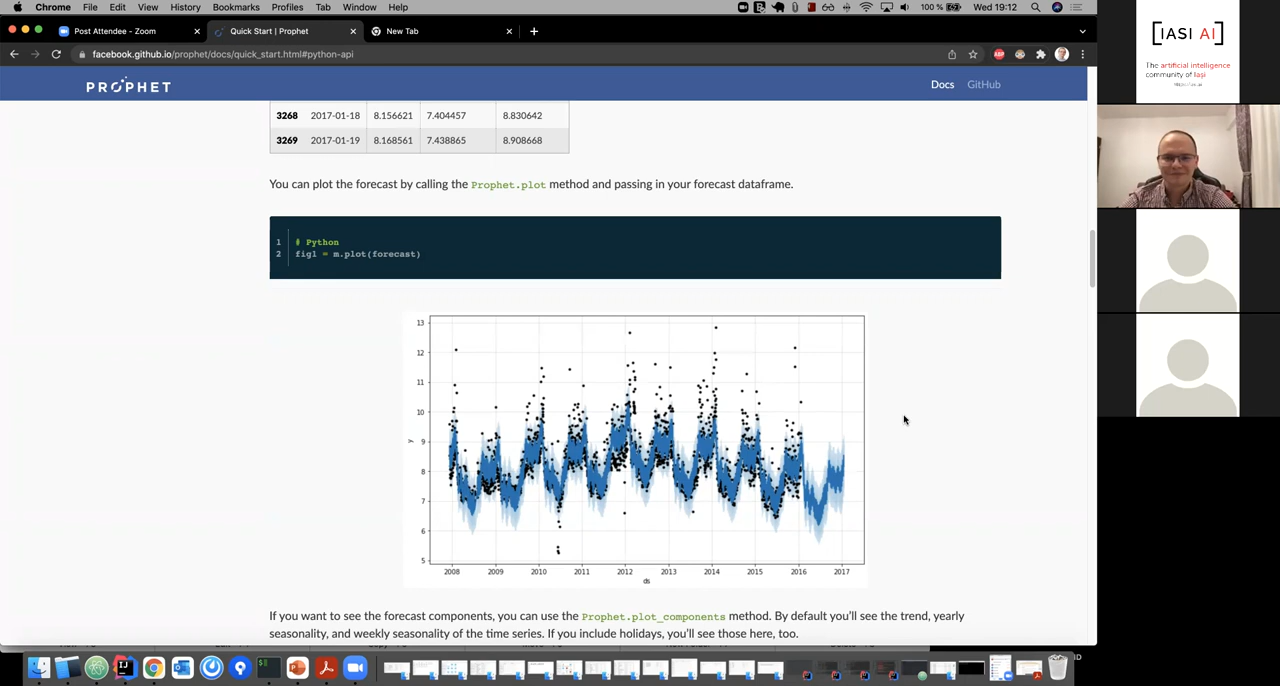 Chrome File Edit View History Bookmarks Profiles Tab Window Help 100 % Wed 19:12
Post Attendee - Zoom Quick Start | Prophet New Tab
facebook.github.io/prophet/docs/quick_start.html#python-api
PROPHET Docs GitHub
3268 2017-01-18 8.156621 7.404457 8.830642
3269 2017-01-19 8.168561 7.438865 8.908668
You can plot the forecast by calling the Prophet.plot method and passing in your forecast dataframe.
1 # Python
2 fig1 = m.plot(forecast)
13
12
11
10
9
y
8
7
6
5
2008 2009 2010 2011 2012 2013 2014 2015 2016 2017
ds
If you want to see the forecast components, you can use the Prophet.plot_components method. By default you'll see the trend, yearly
seasonality, and weekly seasonality of the time series. If you include holidays, you'll see those here, too.
[IASI AI]
The artificial intelligence
community of Iași